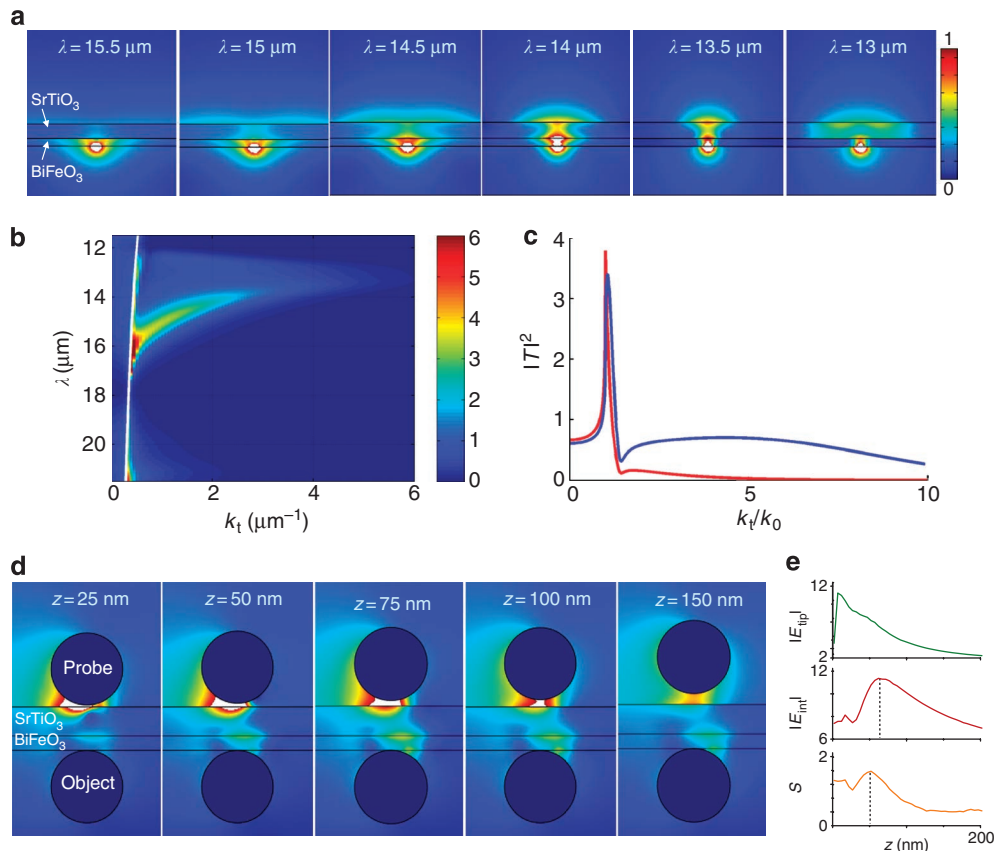 a
λ = 15.5 μm
λ = 15 μm
λ = 14.5 μm
λ = 14 μm
λ = 13.5 μm
λ = 13 μm
1
0
SrTiO₃
BiFeO₃
b
12
14
16
18
20
λ (μm)
0
2
4
6
kₜ (μm⁻¹)
6
5
4
3
2
1
0
c
4
3
2
1
0
|T|²
0
5
10
kₜ/k₀
d
z = 25 nm
z = 50 nm
z = 75 nm
z = 100 nm
z = 150 nm
Probe
SrTiO₃
BiFeO₃
Object
e
12
2
|E_tip|
12
6
|E_int|
2
0
S
z (nm)
200